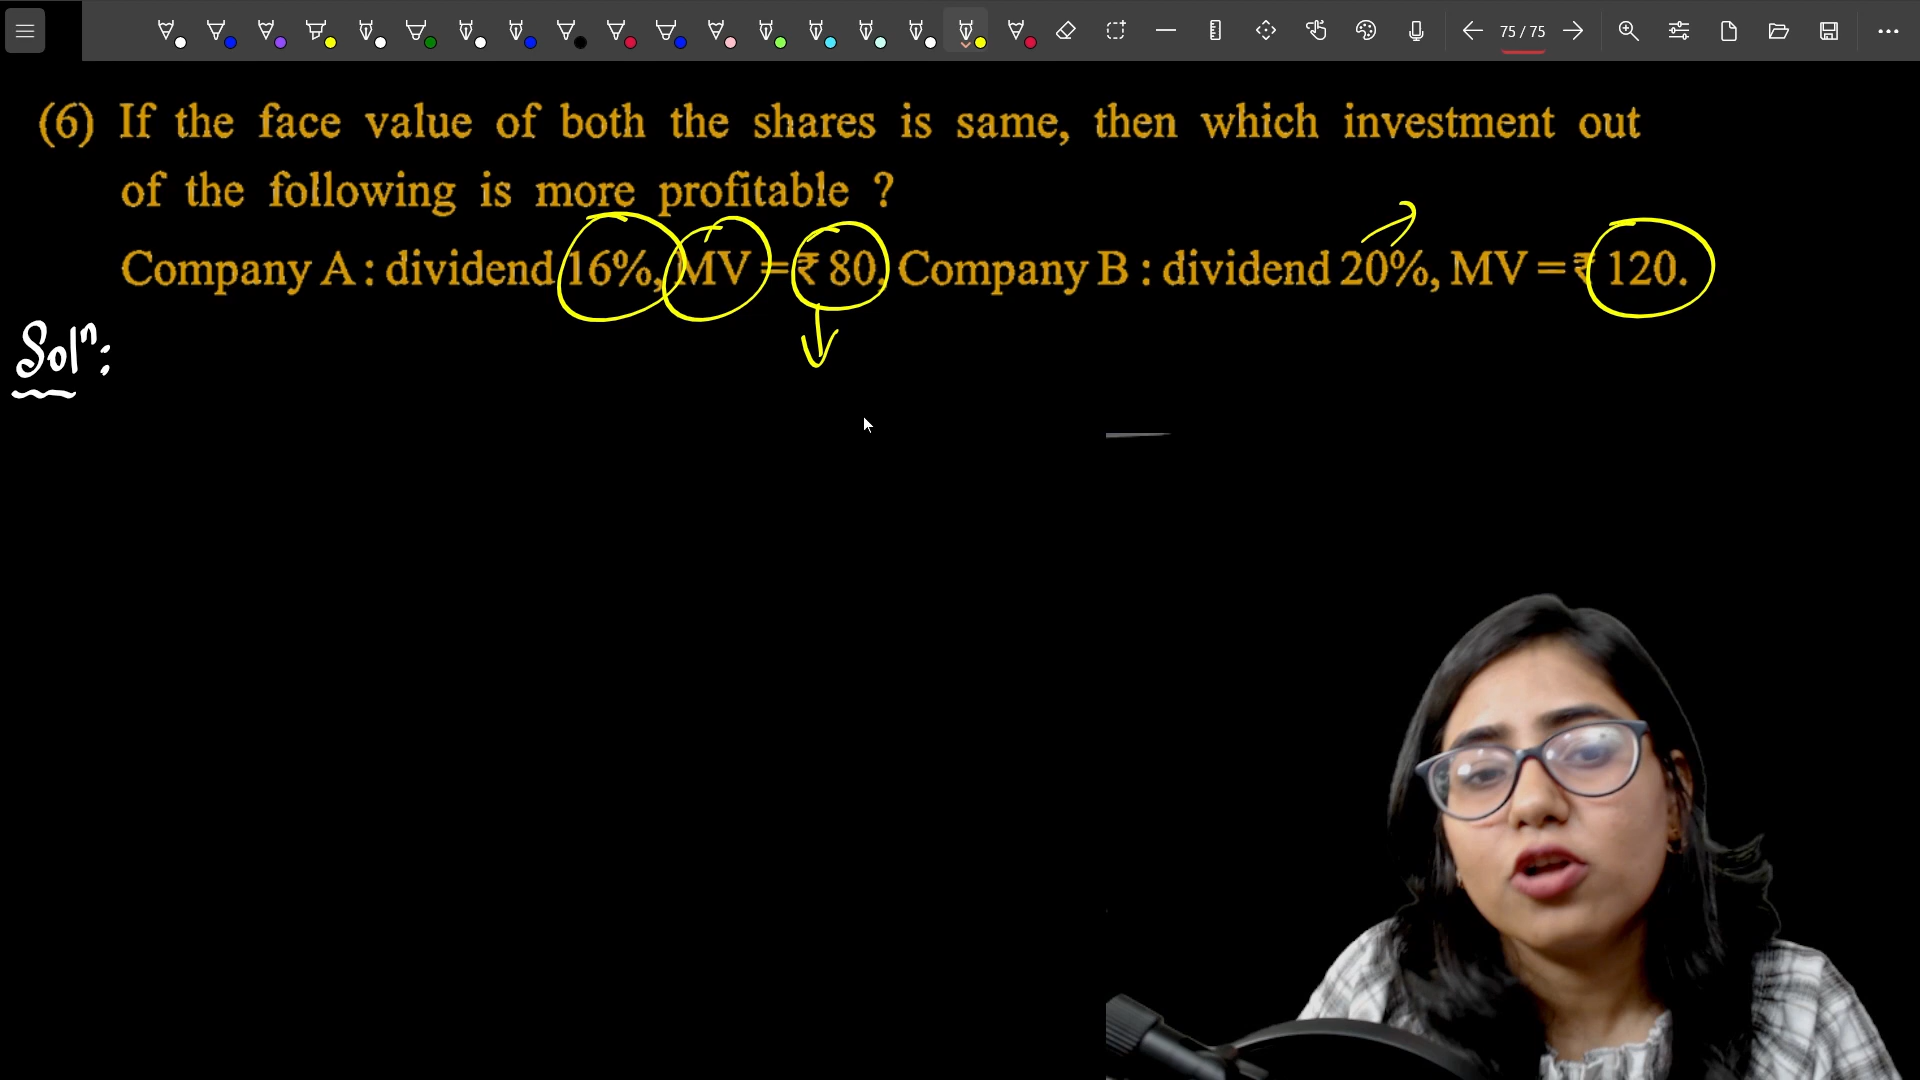 75 / 75
(6) If the face value of both the shares is same, then which investment out
of the following is more profitable ?
Company A : dividend 16%, MV = ₹ 80, Company B : dividend 20%, MV = ₹ 120.
Solⁿ: